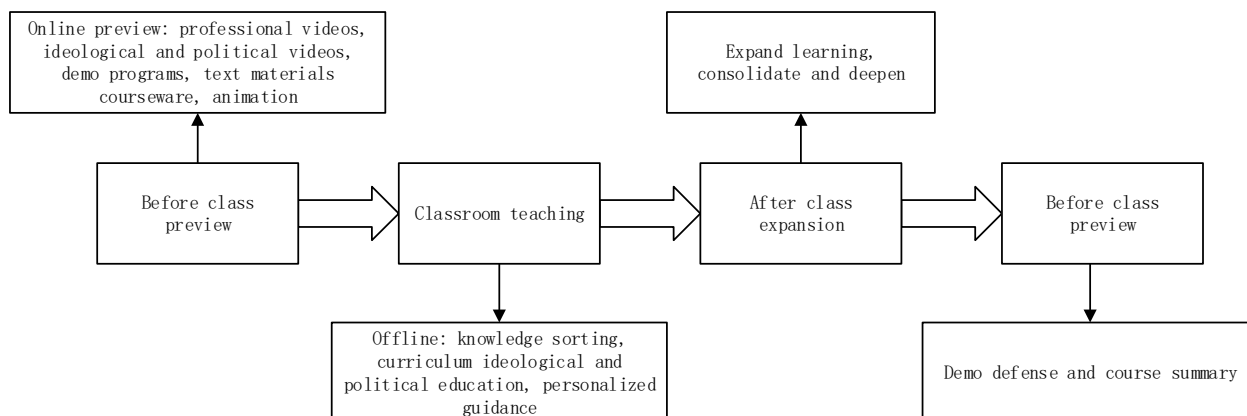 Online preview: professional videos,
ideological and political videos,
demo programs, text materials
courseware, animation
Expand learning,
consolidate and deepen
Before class
preview
Classroom teaching
After class
expansion
Before class
preview
Offline: knowledge sorting,
curriculum ideological and
political education, personalized
guidance
Demo defense and course summary